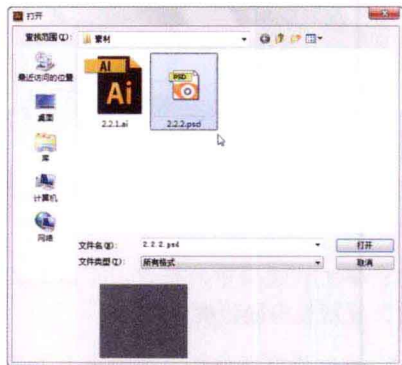 打开
查找范围(I):
素材
最近访问的位置
桌面
库
计算机
网络
AI
Ai
PSD
2.2.1.ai
2.2.2.psd
文件名(N):
2.2.2.psd
打开
文件类型(T):
所有格式
取消